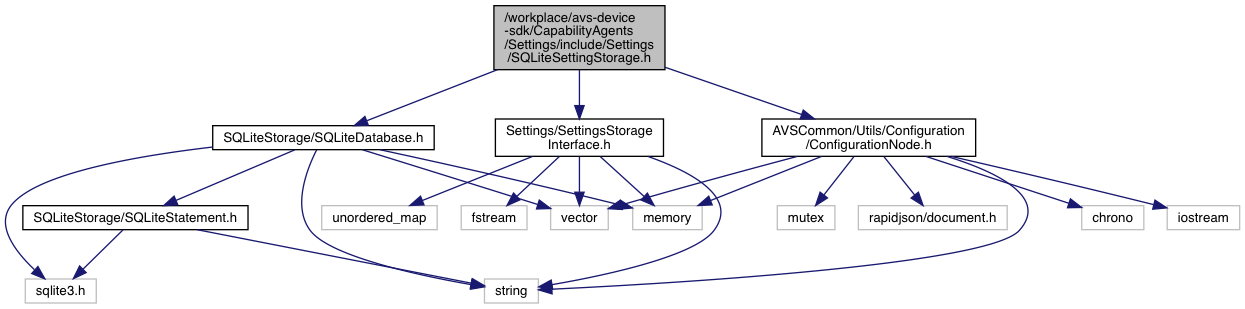 /workplace/avs-device
-sdk/CapabilityAgents
/Settings/include/Settings
/SQLiteSettingStorage.h
SQLiteStorage/SQLiteDatabase.h
Settings/SettingsStorage
Interface.h
AVSCommon/Utils/Configuration
/ConfigurationNode.h
SQLiteStorage/SQLiteStatement.h
unordered_map
fstream
vector
memory
mutex
rapidjson/document.h
chrono
iostream
sqlite3.h
string